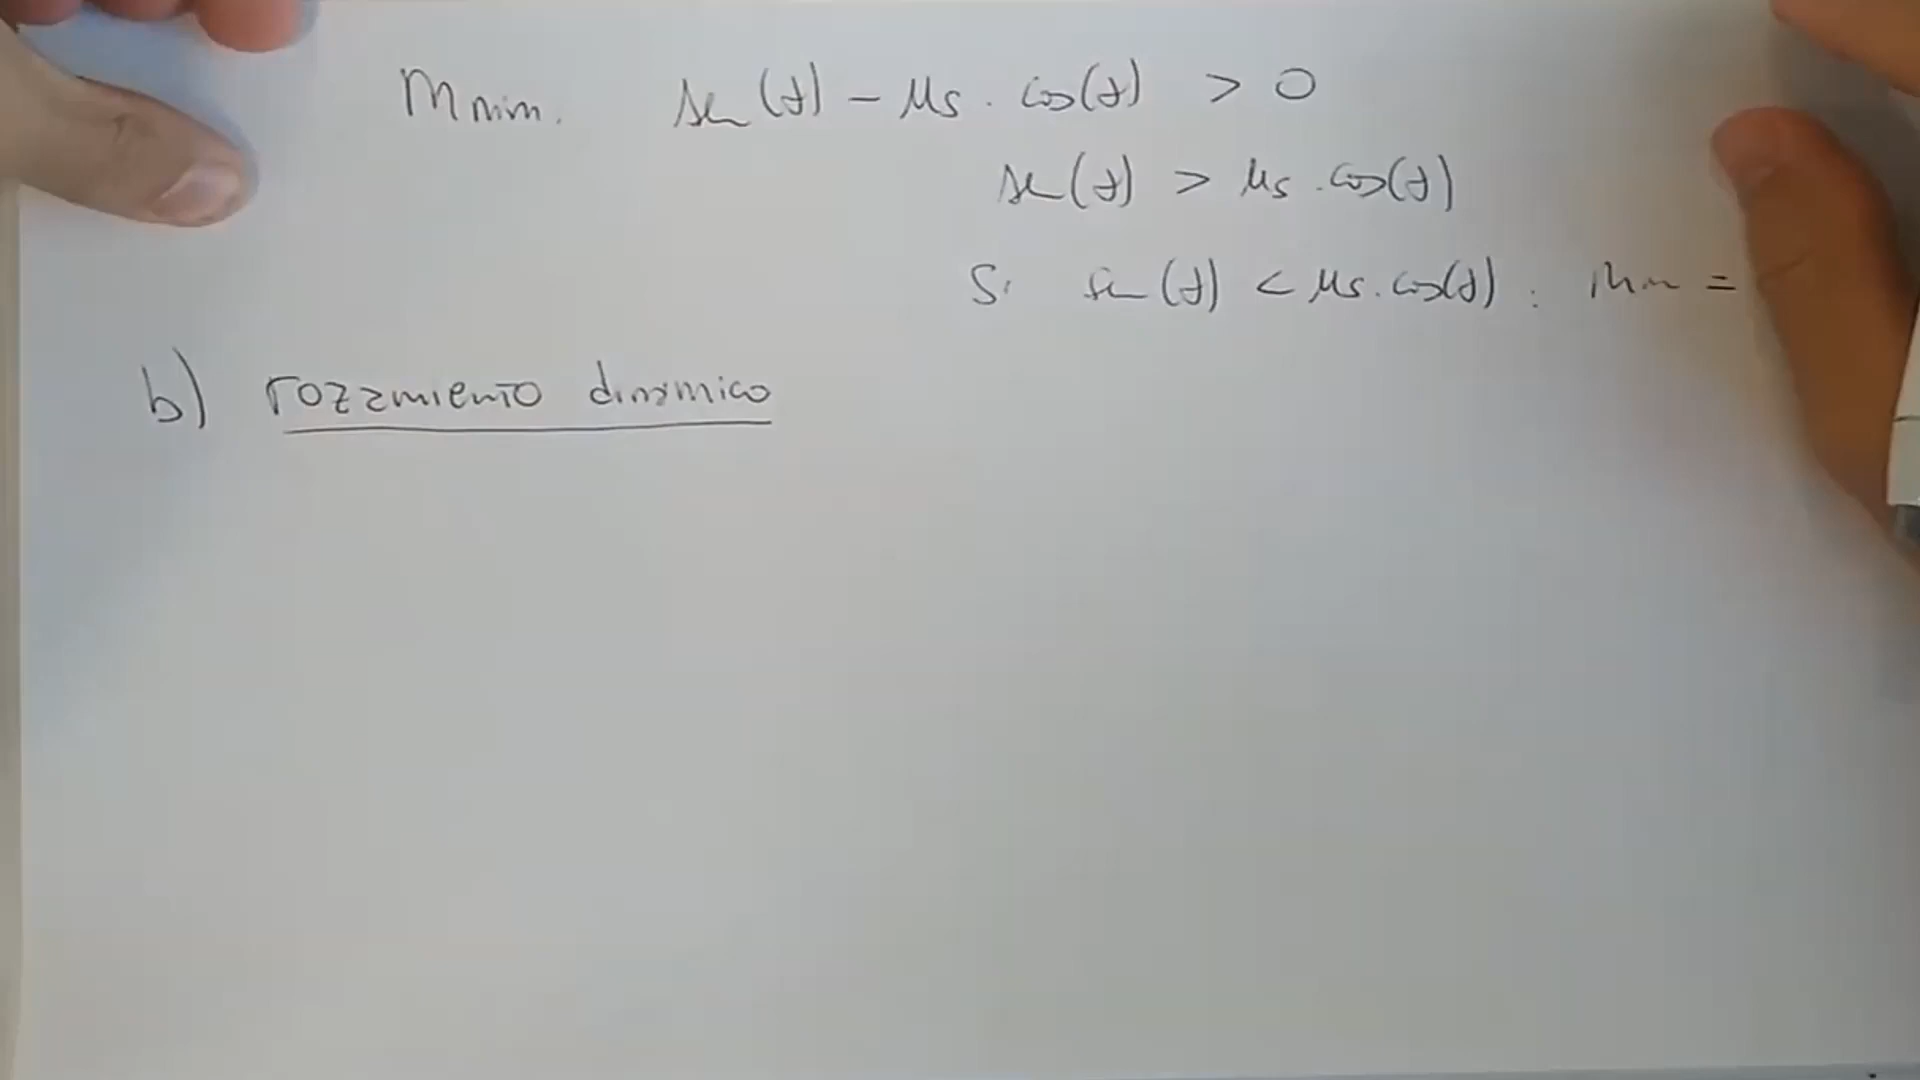 Mmin. sen(α) - μs . cos(α) > 0
sen(α) > μs . cos(α)
Si sen(α) < μs . cos(α) : Mmin =
b) rozamiento dinámico